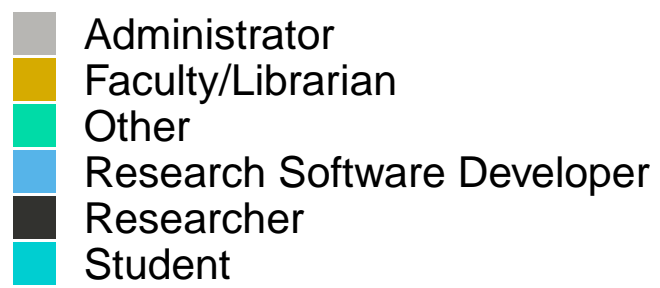 Administrator
Faculty/Librarian
Other
Research Software Developer
Researcher
Student